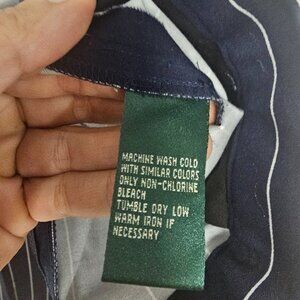 MACHINE WASH COLD
WITH SIMILAR COLORS
ONLY NON-CHLORINE
BLEACH
TUMBLE DRY LOW
WARM IRON IF
NECESSARY